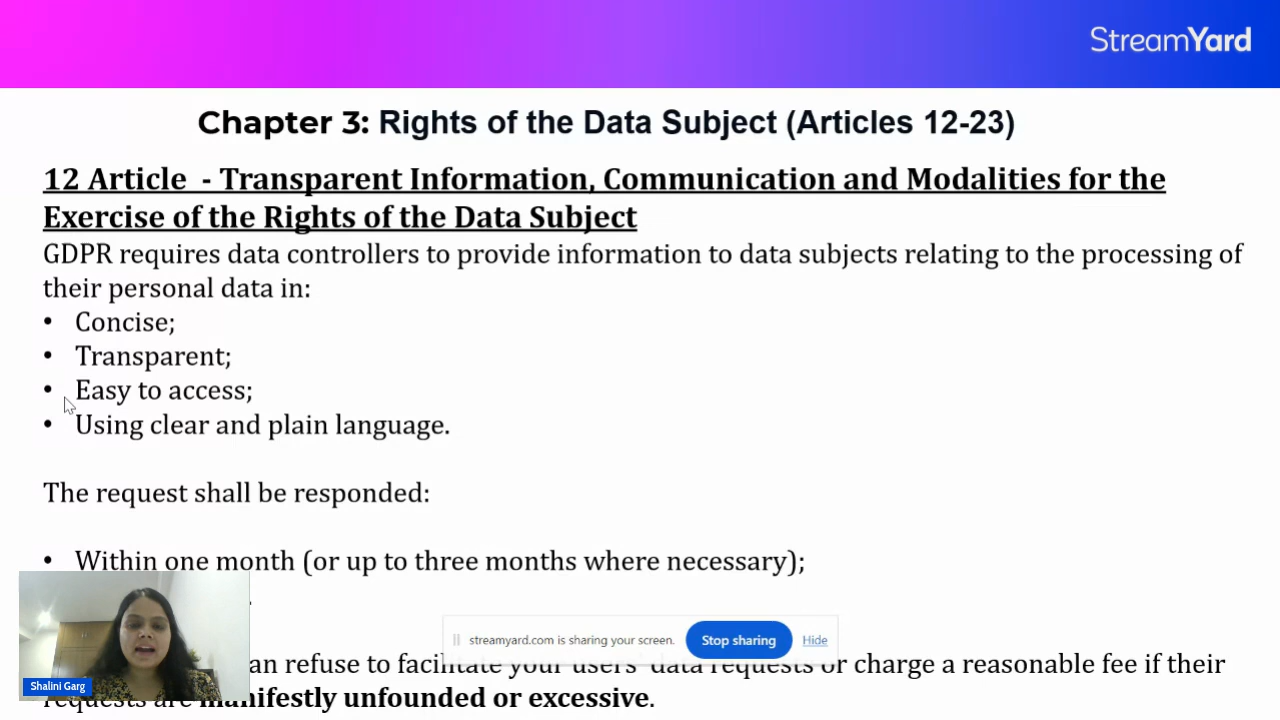 StreamYard
Chapter 3: Rights of the Data Subject (Articles 12-23)
12 Article - Transparent Information, Communication and Modalities for the
Exercise of the Rights of the Data Subject
GDPR requires data controllers to provide information to data subjects relating to the processing of
their personal data in:
• Concise;
• Transparent;
• Easy to access;
• Using clear and plain language.
The request shall be responded:
• Within one month (or up to three months where necessary);
streamyard.com is sharing your screen.
Stop sharing
Hide
refuse to facilitate your users' data requests or charge a reasonable fee if their
requests are manifestly unfounded or excessive.
Shalini Garg